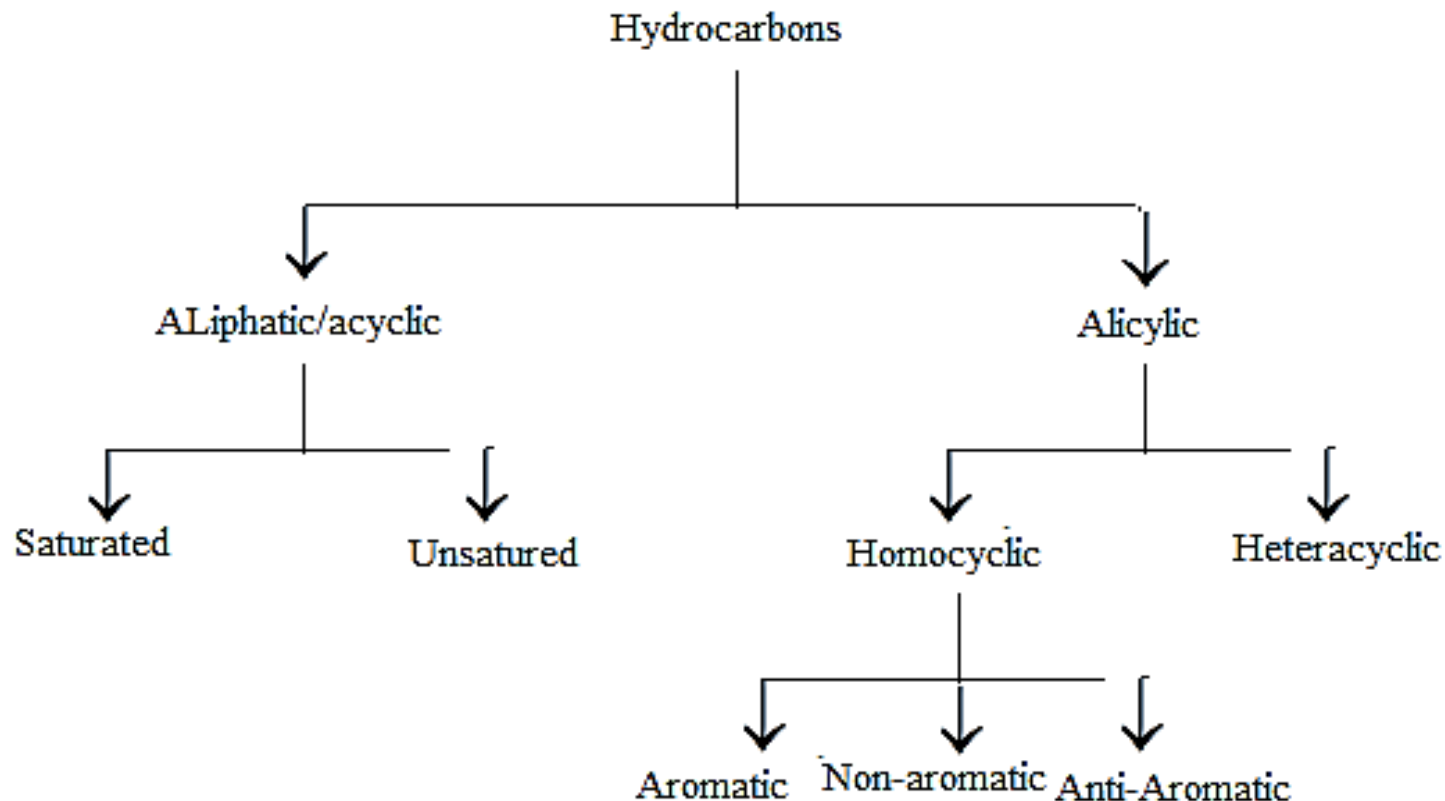 Hydrocarbons
ALiphatic/acyclic
Alicylic
Saturated
Unsatured
Homocyclic
Heteracyclic
Aromatic
Non-aromatic
Anti-Aromatic